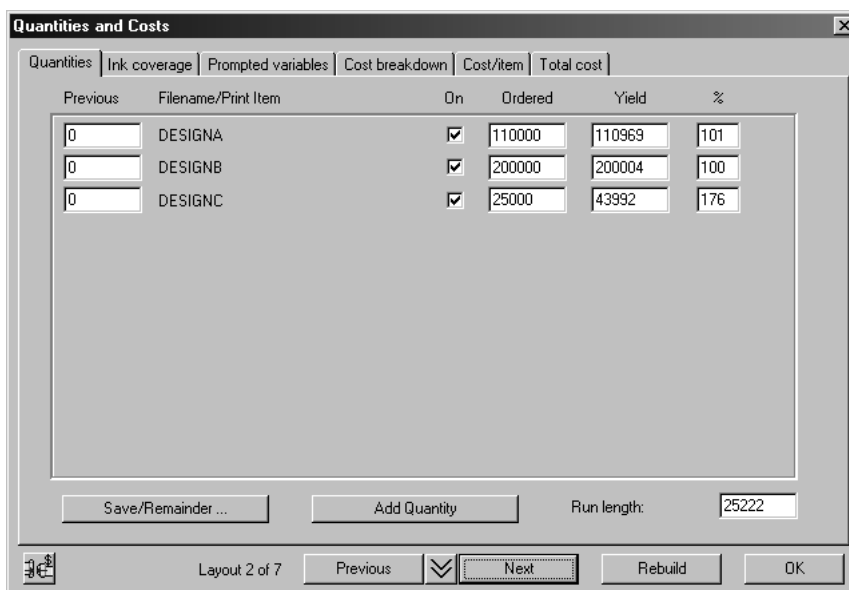 Quantities and Costs
Quantities Ink coverage Prompted variables Cost breakdown Cost/item Total cost
Previous Filename/Print Item On Ordered Yield %
0 DESIGNA 110000 110969 101
0 DESIGNB 200000 200004 100
0 DESIGNC 25000 43992 176
Save/Remainder ... Add Quantity Run length: 25222
Layout 2 of 7 Previous Next Rebuild OK